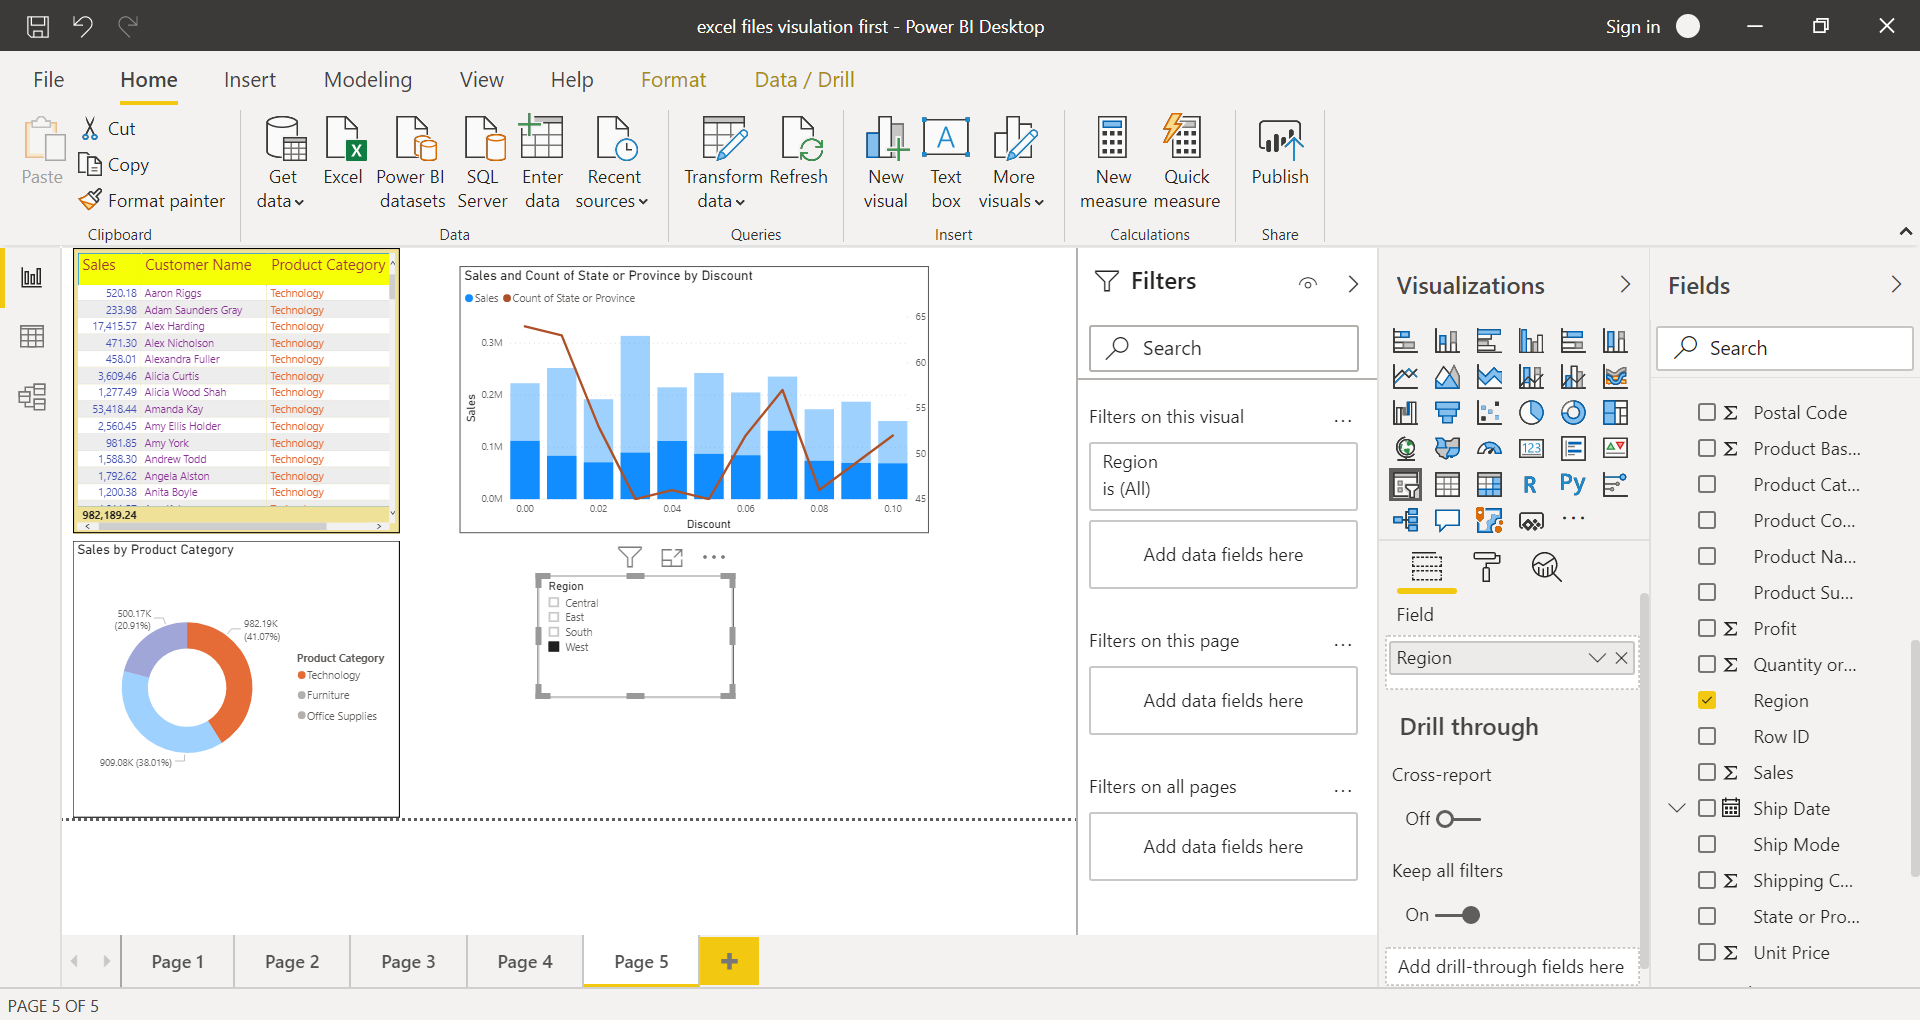 excel files visulation first - Power BI Desktop
Sign in
File Home Insert Modeling View Help Format Data / Drill
Paste
Cut
Copy
Format painter
Clipboard
Get data
Excel
Power BI datasets
SQL Server
Enter data
Recent sources
Data
Transform data
Refresh
Queries
New visual
Text box
More visuals
Insert
New measure
Quick measure
Calculations
Publish
Share
Sales Customer Name Product Category
520.18 Aaron Riggs Technology
233.98 Adam Saunders Gray Technology
17,415.57 Alex Harding Technology
471.30 Alex Nicholson Technology
458.01 Alexandra Fuller Technology
3,609.46 Alicia Curtis Technology
1,277.49 Alicia Wood Shah Technology
53,418.44 Amanda Kay Technology
2,560.45 Amy Ellis Holder Technology
981.85 Amy York Technology
1,588.30 Andrew Todd Technology
1,792.62 Angela Alston Technology
1,200.38 Anita Boyle Technology
982,189.24
Sales and Count of State or Province by Discount
Sales Count of State or Province
0.3M
0.2M
0.1M
0.0M
Sales
65
60
55
50
45
0.00 0.02 0.04 0.06 0.08 0.10
Discount
Sales by Product Category
500.17K
(20.91%)
982.19K
(41.07%)
909.08K (38.01%)
Product Category
Technology
Furniture
Office Supplies
Region
Central
East
South
West
Filters
Search
Filters on this visual ...
Region
is (All)
Add data fields here
Filters on this page ...
Add data fields here
Filters on all pages ...
Add data fields here
Visualizations
123
R
Py
...
Field
Region
Drill through
Cross-report
Off
Keep all filters
On
Add drill-through fields here
Fields
Search
Σ Postal Code
Σ Product Bas...
Product Cat...
Product Co...
Product Na...
Product Su...
Σ Profit
Σ Quantity or...
Region
Row ID
Σ Sales
Ship Date
Ship Mode
Σ Shipping C...
State or Pro...
Σ Unit Price
Page 1 Page 2 Page 3 Page 4 Page 5 +
PAGE 5 OF 5